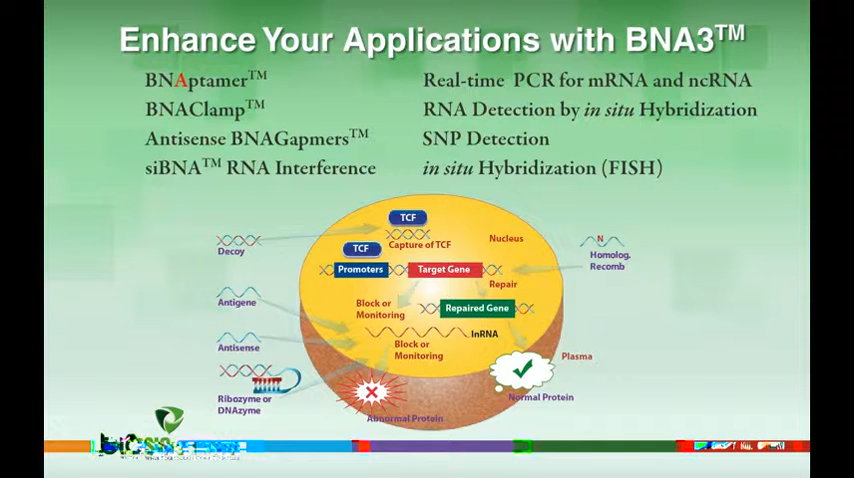 Enhance Your Applications with BNA3™
BNAptamer™
BNAClamp™
Antisense BNAGapmers™
siBNA™ RNA Interference
Real-time PCR for mRNA and ncRNA
RNA Detection by in situ Hybridization
SNP Detection
in situ Hybridization (FISH)
TCF
Decoy
Capture of TCF
Nucleus
N
TCF
Homolog.
Recomb
Promoters
Target Gene
Repair
Antigene
Block or
Monitoring
Repaired Gene
lnRNA
Antisense
Block or
Monitoring
Plasma
Ribozyme or
DNAzyme
Normal Protein
Abnormal Protein